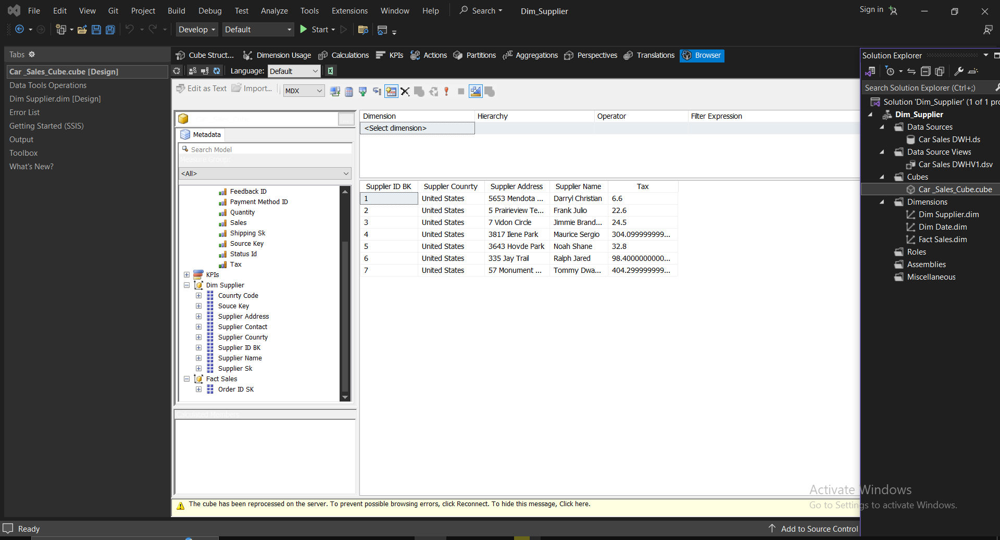 File Edit View Git Project Build Debug Test Analyze Tools Extensions Window Help Search Dim_Supplier Sign in
Develop Default Start
Tabs
Car _Sales_Cube.cube [Design]
Data Tools Operations
Dim Supplier.dim [Design]
Error List
Getting Started (SSIS)
Output
Toolbox
What's New?
Cube Struct... Dimension Usage Calculations KPIs Actions Partitions Aggregations Perspectives Translations Browser
Language: Default
Edit as Text Import... MDX
Metadata
Search Model
Measure Group:
<All>
Feedback ID
Payment Method ID
Quantity
Sales
Shipping Sk
Source Key
Status Id
Tax
KPIs
Dim Supplier
Counrty Code
Souce Key
Supplier Address
Supplier Contact
Supplier Counrty
Supplier ID BK
Supplier Name
Supplier Sk
Fact Sales
Order ID SK
Calculated Members
Dimension Hierarchy Operator Filter Expression
<Select dimension>
Supplier ID BK Supplier Counrty Supplier Address Supplier Name Tax
1 United States 5653 Mendota ... Darryl Christian 6.6
2 United States 5 Prairieview Te... Frank Julio 22.6
3 United States 7 Vidon Circle Jimmie Brand... 24.5
4 United States 3817 Ilene Park Maurice Sergio 304.099999999...
5 United States 3643 Hovde Park Noah Shane 32.8
6 United States 335 Jay Trail Ralph Jared 98.4000000000...
7 United States 57 Monument ... Tommy Dwa... 404.299999999...
The cube has been reprocessed on the server. To prevent possible browsing errors, click Reconnect. To hide this message, Click here.
Solution Explorer
Search Solution Explorer (Ctrl+;)
Solution 'Dim_Supplier' (1 of 1 pro
Dim_Supplier
Data Sources
Car Sales DWH.ds
Data Source Views
Car Sales DWHV1.dsv
Cubes
Car _Sales_Cube.cube
Dimensions
Dim Supplier.dim
Dim Date.dim
Fact Sales.dim
Roles
Assemblies
Miscellaneous
Activate Windows
Go to Settings to activate Windows.
Ready Add to Source Control